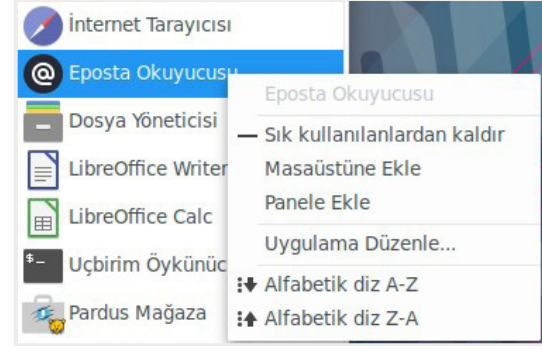 İnternet Tarayıcısı
Eposta Okuyucusu
Dosya Yöneticisi
LibreOffice Writer
LibreOffice Calc
Uçbirim Öykünüc
Pardus Mağaza
Eposta Okuyucusu
Sık kullanılanlardan kaldır
Masaüstüne Ekle
Panele Ekle
Uygulama Düzenle...
Alfabetik diz A-Z
Alfabetik diz Z-A